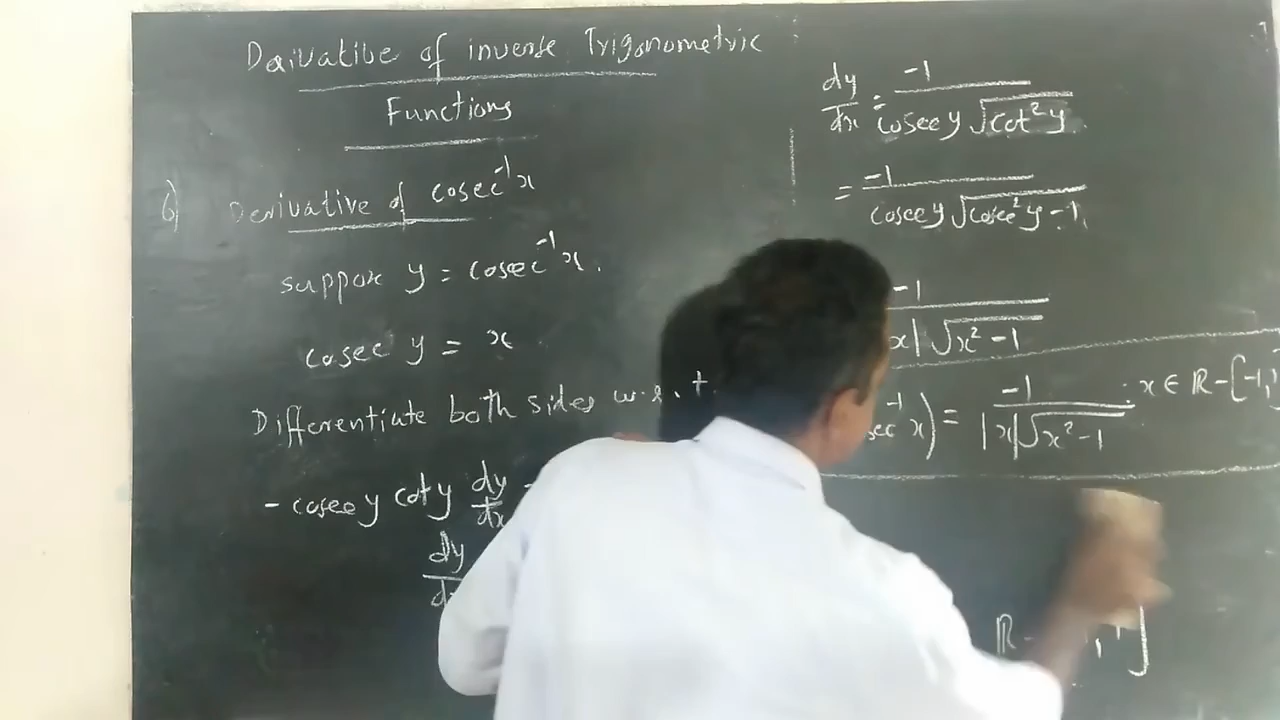 Derivative of inverse Trigonometric
Functions
6) Derivative of cosec⁻¹x
suppose y = cosec⁻¹x.
cosec y = x
Differentiate both sides w.r.t
- cosec y cot y dy/dx
dy
dy/dx = -1/(cosec y √(cot²y))
= -1/(cosec y √(cosec²y - 1))
-1/(x| √(x² - 1))
sec⁻¹x) = -1/(|x|√(x² - 1)) : x ∈ ℝ - [-1,
ℝ -